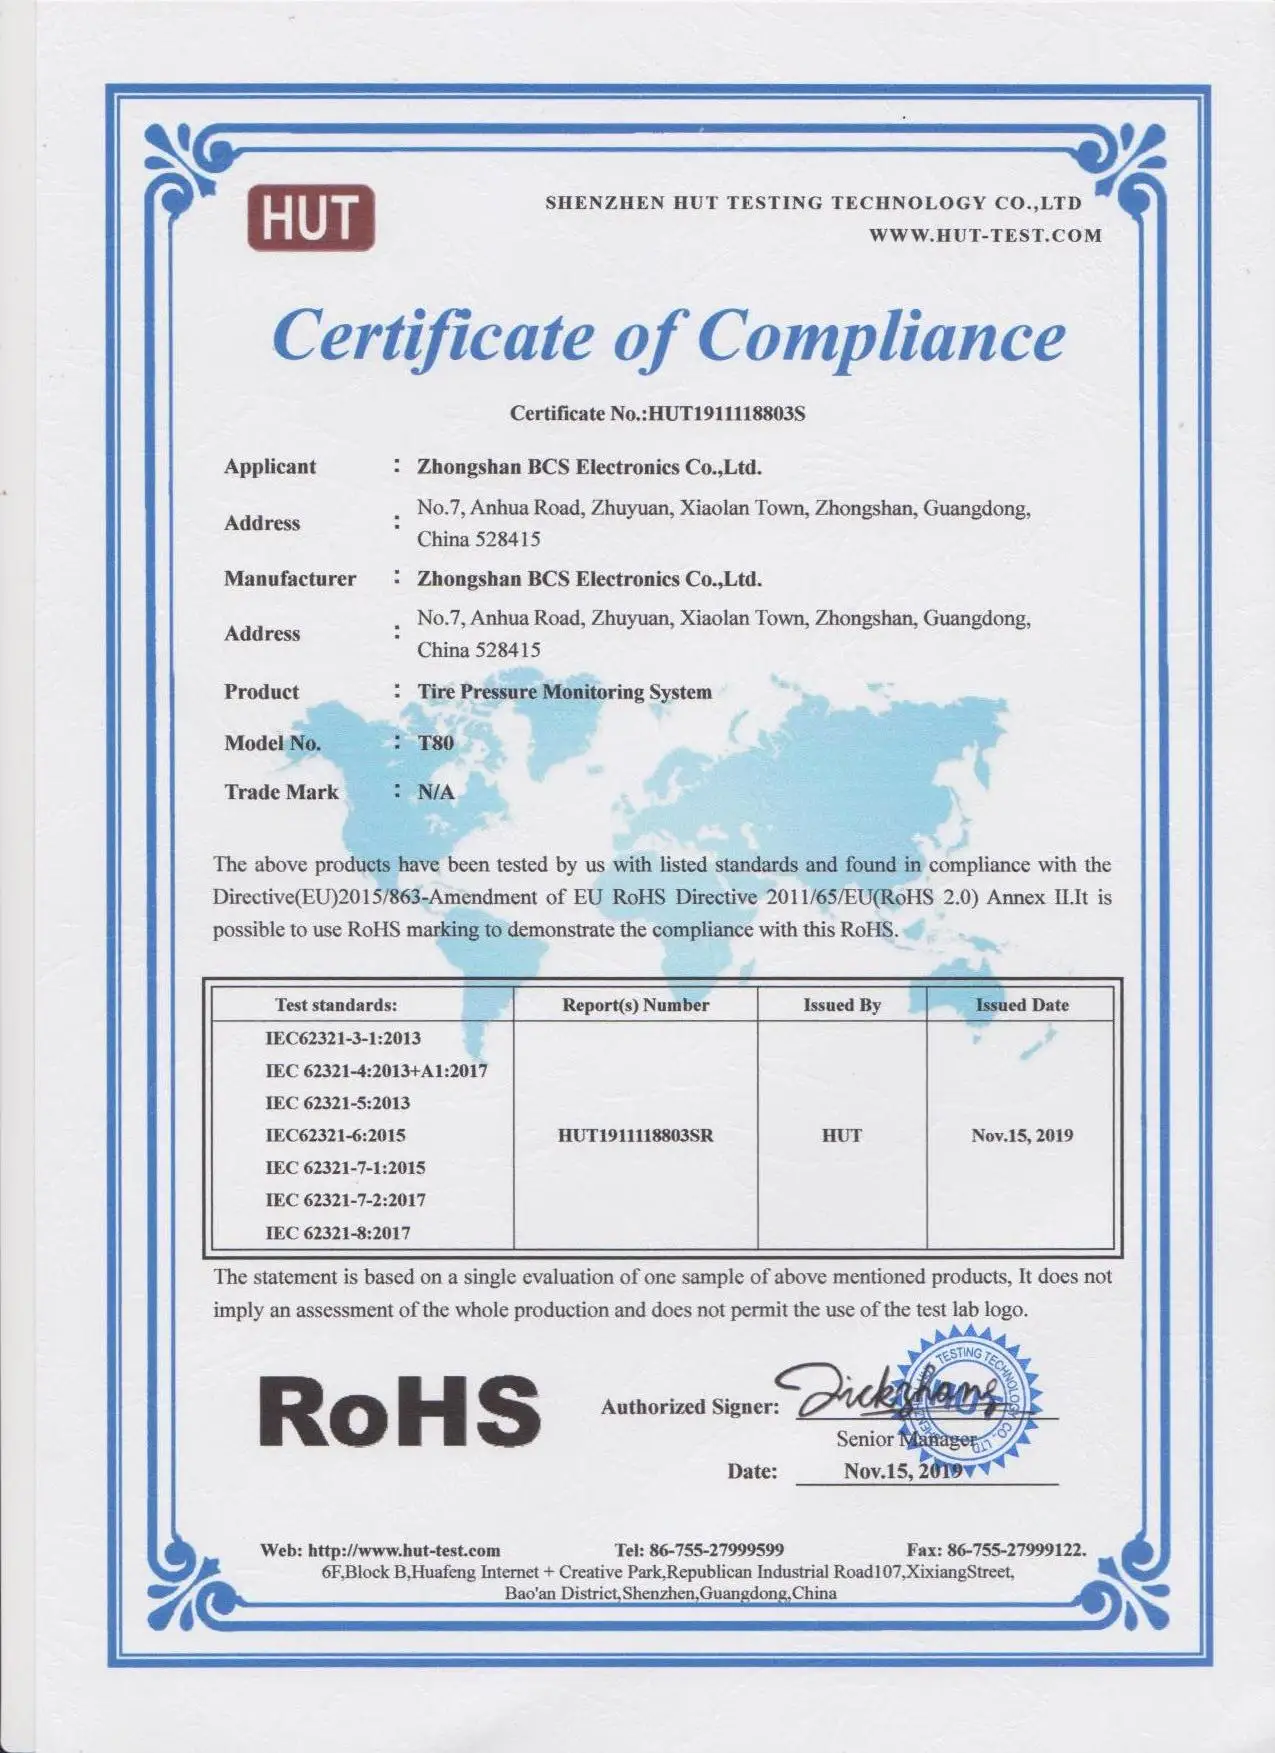 HUT
SHENZHEN HUT TESTING TECHNOLOGY CO.,LTD
WWW.HUT-TEST.COM
Certificate of Compliance
Certificate No.:HUT1911118803S
Applicant : Zhongshan BCS Electronics Co.,Ltd.
Address : No.7, Anhua Road, Zhuyuan, Xiaolan Town, Zhongshan, Guangdong,
China 528415
Manufacturer : Zhongshan BCS Electronics Co.,Ltd.
Address : No.7, Anhua Road, Zhuyuan, Xiaolan Town, Zhongshan, Guangdong,
China 528415
Product : Tire Pressure Monitoring System
Model No. : T80
Trade Mark : N/A
The above products have been tested by us with listed standards and found in compliance with the
Directive(EU)2015/863-Amendment of EU RoHS Directive 2011/65/EU(RoHS 2.0) Annex II.It is
possible to use RoHS marking to demonstrate the compliance with this RoHS.
Test standards: Report(s) Number Issued By Issued Date
IEC62321-3-1:2013
IEC 62321-4:2013+A1:2017
IEC 62321-5:2013
IEC62321-6:2015 HUT1911118803SR HUT Nov.15, 2019
IEC 62321-7-1:2015
IEC 62321-7-2:2017
IEC 62321-8:2017
The statement is based on a single evaluation of one sample of above mentioned products, It does not
imply an assessment of the whole production and does not permit the use of the test lab logo.
RoHS
Authorized Signer: Jickzhang
Senior Manager
Date: Nov.15, 2019
TESTING TECHNOLOGY CO., LTD
Web: http://www.hut-test.com Tel: 86-755-27999599 Fax: 86-755-27999122.
6F,Block B,Huafeng Internet + Creative Park,Republican Industrial Road107,XixiangStreet,
Bao'an District,Shenzhen,Guangdong,China